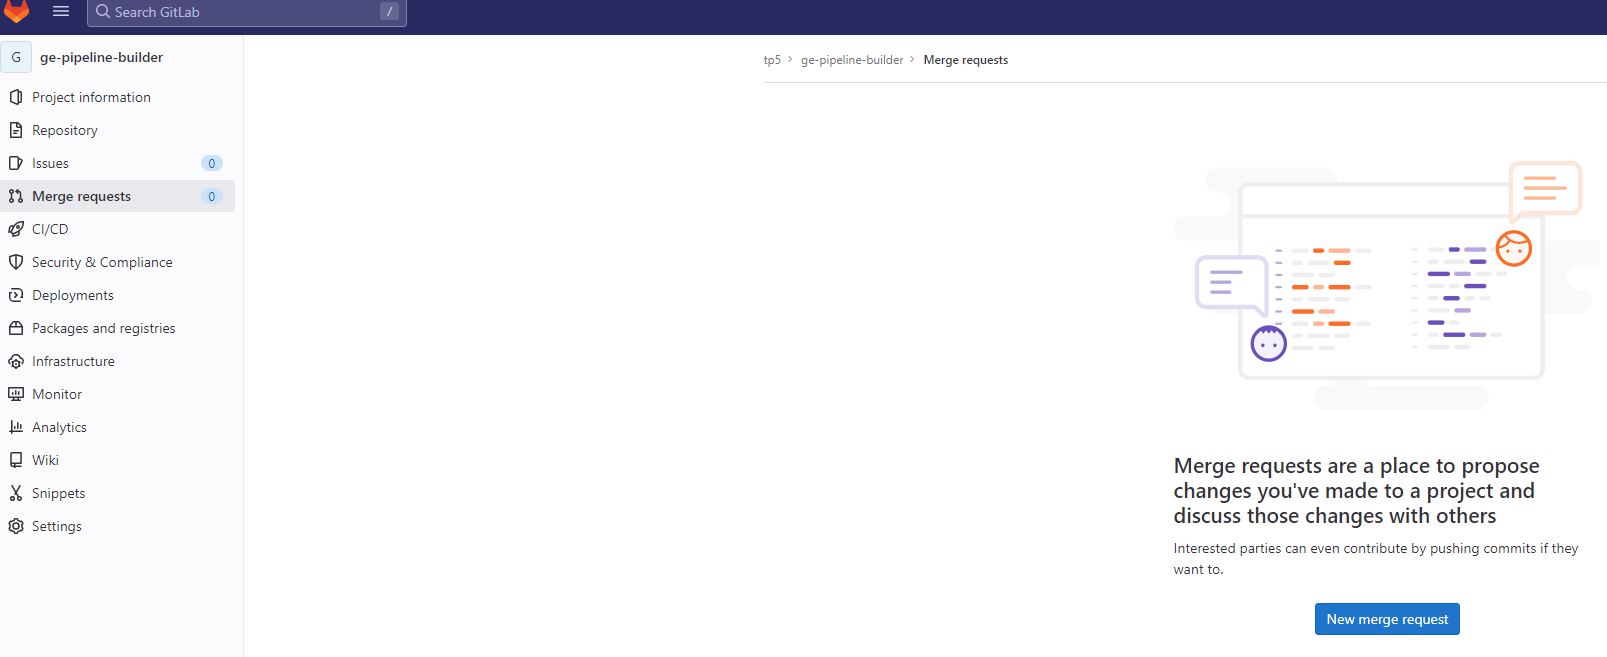 Search GitLab /
G ge-pipeline-builder
Project information
Repository
Issues 0
Merge requests 0
CI/CD
Security & Compliance
Deployments
Packages and registries
Infrastructure
Monitor
Analytics
Wiki
Snippets
Settings
tp5 > ge-pipeline-builder > Merge requests
Merge requests are a place to propose
changes you've made to a project and
discuss those changes with others
Interested parties can even contribute by pushing commits if they
want to.
New merge request